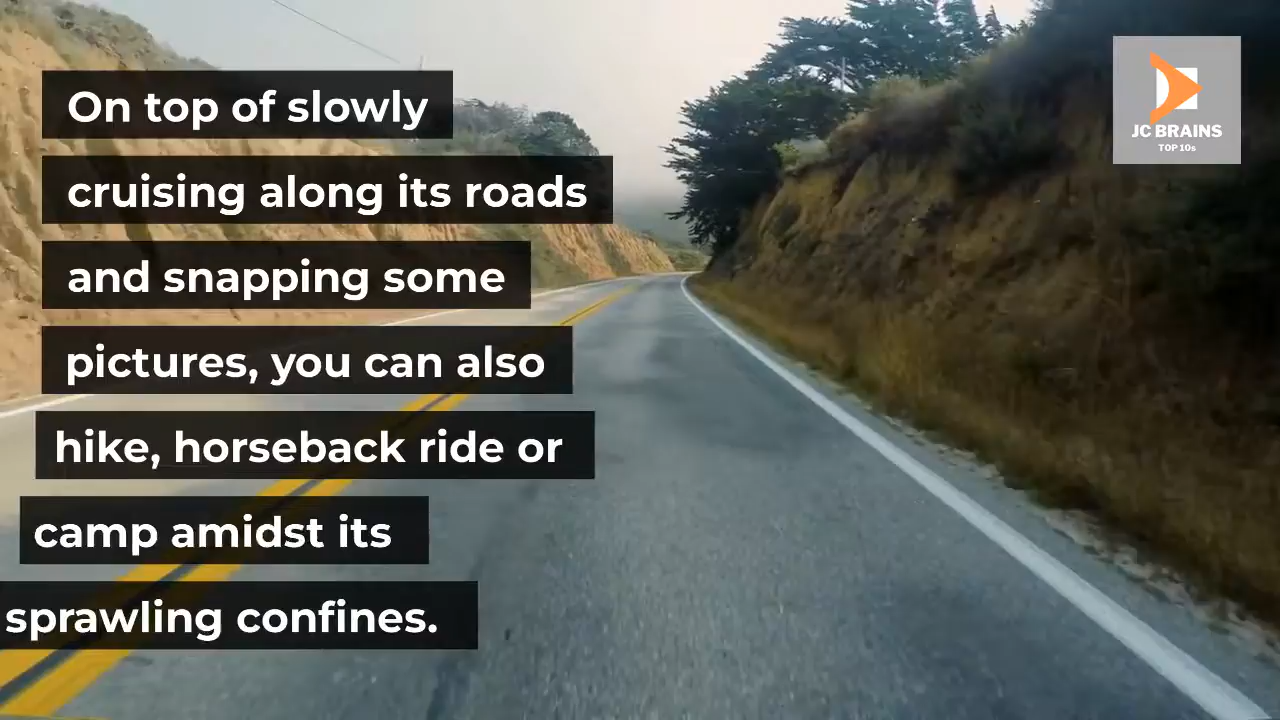 On top of slowly
cruising along its roads
and snapping some
pictures, you can also
hike, horseback ride or
camp amidst its
sprawling confines.
JC BRAINS
TOP 10s